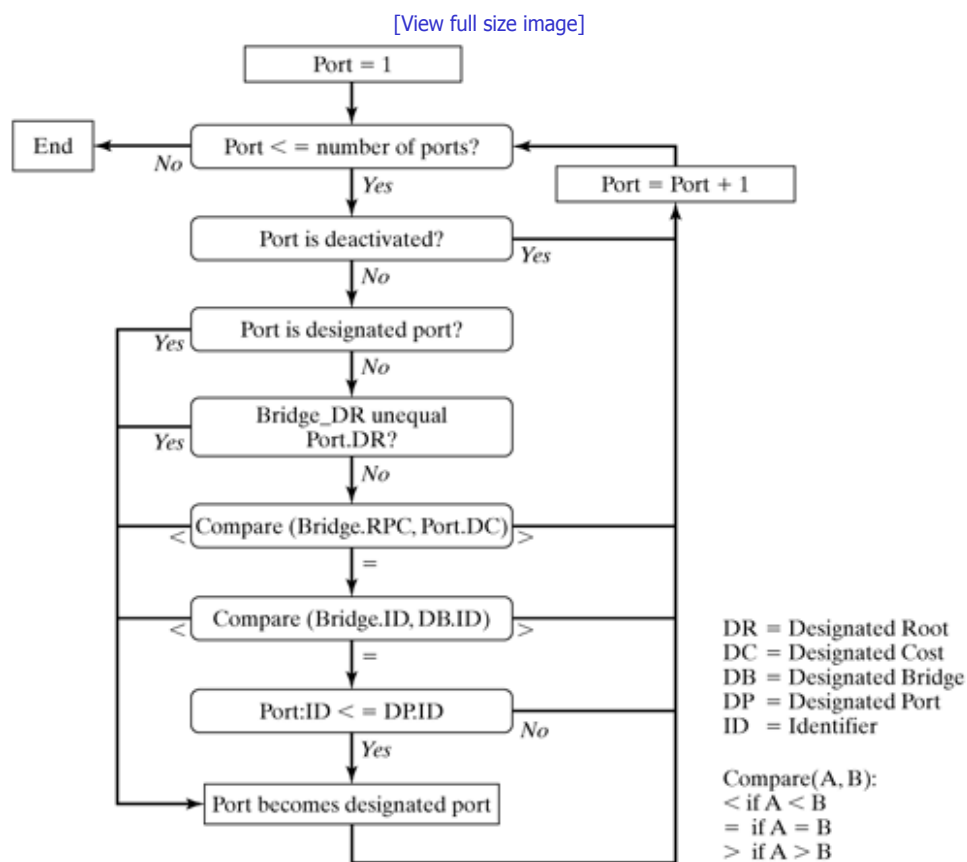 [View full size image]
Port = 1
End
Port < = number of ports?
No
Yes
Port = Port + 1
Port is deactivated?
Yes
No
Port is designated port?
Yes
No
Bridge_DR unequal
Port.DR?
Yes
No
< Compare (Bridge.RPC, Port.DC) >
=
Compare (Bridge.ID, DB.ID)
< >
=
Port:ID < = DP.ID
No
Yes
Port becomes designated port
DR = Designated Root
DC = Designated Cost
DB = Designated Bridge
DP = Designated Port
ID = Identifier
Compare(A, B):
< if A < B
= if A = B
> if A > B